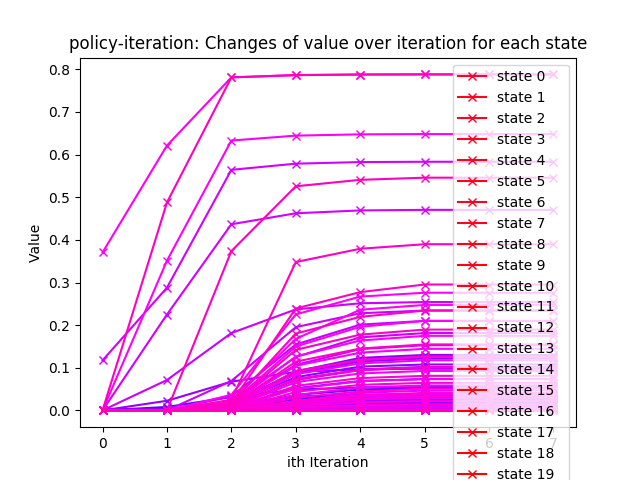 policy-iteration: Changes of value over iteration for each state
0.8
0.7
0.6
0.5
0.4
0.3
0.2
0.1
0.0
Value
0 1 2 3 4 5 6 7
ith Iteration
state 0
state 1
state 2
state 3
state 4
state 5
state 6
state 7
state 8
state 9
state 10
state 11
state 12
state 13
state 14
state 15
state 16
state 17
state 18
state 19